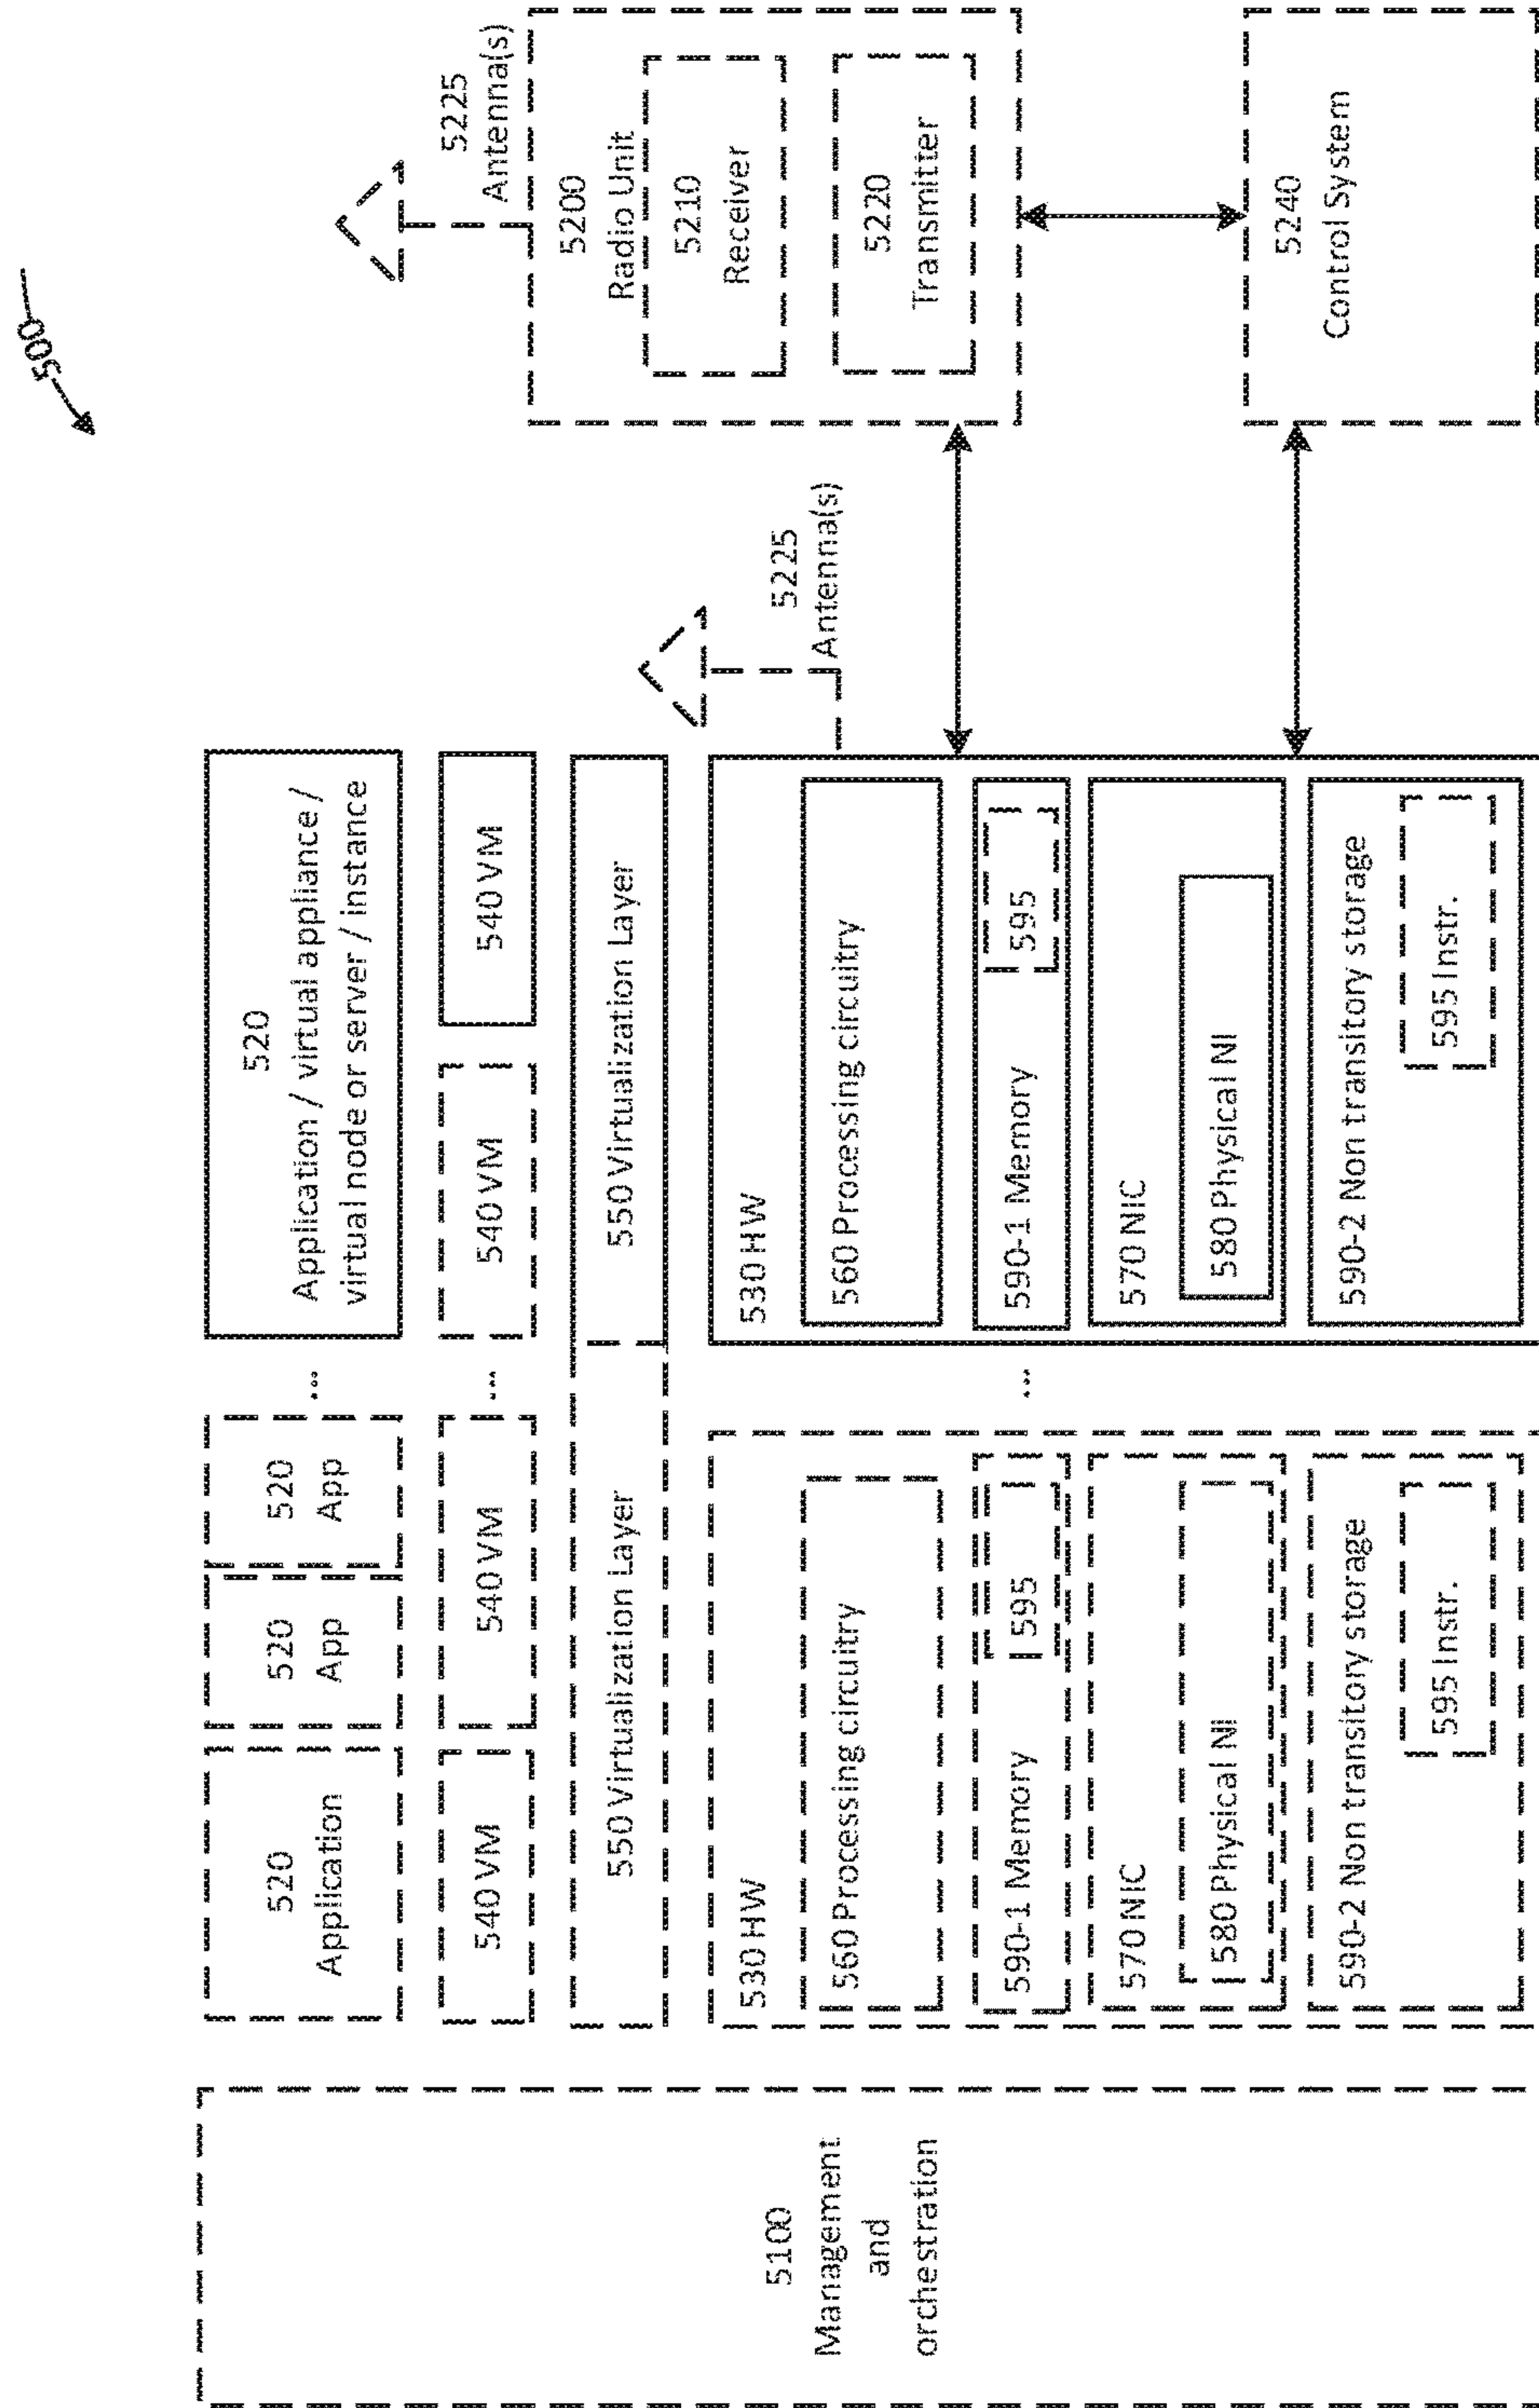 500
5100
Management
and
orchestration
520
Application
520
App
520
App
...
520
Application / virtual appliance /
virtual node or server / instance
540 VM
540 VM
...
540 VM
540 VM
550 Virtualization Layer
550 Virtualization Layer
530 HW
560 Processing circuitry
590-1 Memory
595
570 NIC
580 Physical NI
590-2 Non transitory storage
595 Instr.
...
530 HW
560 Processing circuitry
590-1 Memory
595
570 NIC
580 Physical NI
590-2 Non transitory storage
595 Instr.
5225
Antenna(s)
5225
Antenna(s)
5200
Radio Unit
5210
Receiver
5220
Transmitter
5240
Control System